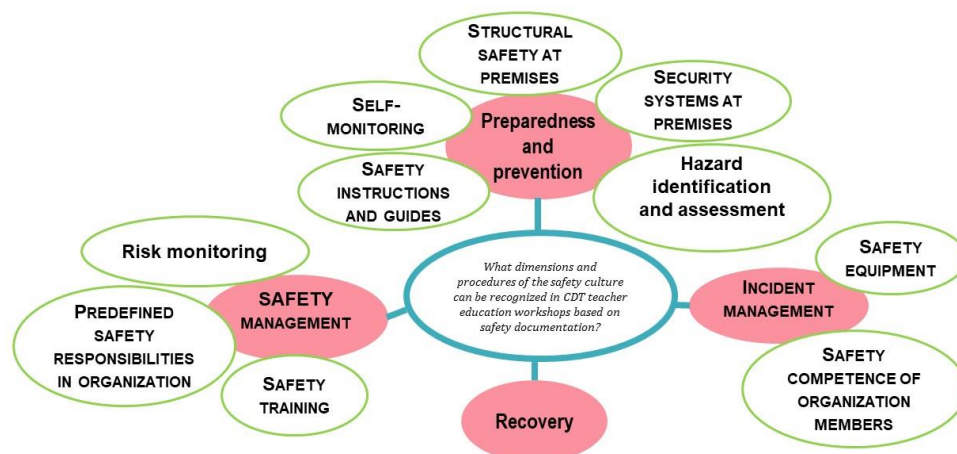 STRUCTURAL
SAFETY AT
PREMISES
SELF-
MONITORING
SECURITY
SYSTEMS AT
PREMISES
Preparedness
and
prevention
SAFETY
INSTRUCTIONS
AND GUIDES
Hazard
identification
and assessment
Risk monitoring
SAFETY
MANAGEMENT
PREDEFINED
SAFETY
RESPONSIBILITIES
IN ORGANIZATION
SAFETY
TRAINING
What dimensions and
procedures of the safety culture
can be recognized in CDT teacher
education workshops based on
safety documentation?
SAFETY
EQUIPMENT
INCIDENT
MANAGEMENT
SAFETY
COMPETENCE OF
ORGANIZATION
MEMBERS
Recovery